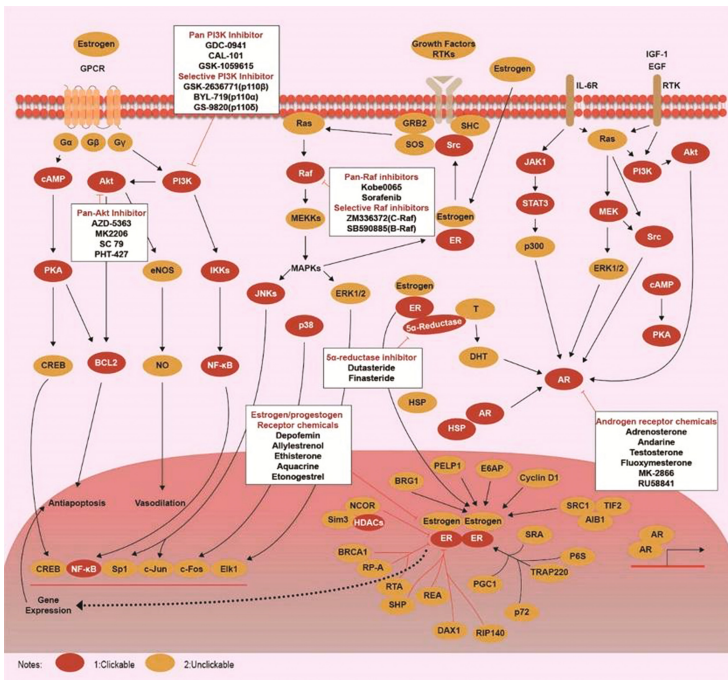 Estrogen
GPCR
Pan PI3K Inhibitor
GDC-0941
CAL-101
GSK-1059615
Selective PI3K Inhibitor
GSK-2636771(p110β)
BYL-719(p110α)
GS-9820(p110δ)
Growth Factors
RTKs
Estrogen
IL-6R
IGF-1
EGF
RTK
Gα
Gβ
Gγ
cAMP
Akt
PI3K
Pan-Akt Inhibitor
AZD-5363
MK2206
SC 79
PHT-427
PKA
eNOS
IKKs
CREB
BCL2
NO
NF-κB
Ras
GRB2
SHC
SOS
Src
Raf
Pan-Raf inhibitors
Kobe0065
Sorafenib
Selective Raf inhibitors
ZM336372(C-Raf)
SB590885(B-Raf)
MEKKs
Estrogen
ER
MAPKs
JNKs
ERK1/2
p38
Estrogen
ER
5α-Reductase
T
DHT
5α-reductase inhibitor
Dutasteride
Finasteride
HSP
AR
HSP
JAK1
Ras
PI3K
Akt
STAT3
MEK
p300
Src
ERK1/2
cAMP
PKA
AR
Androgen receptor chemicals
Adrenosterone
Andarine
Testosterone
Fluoxymesterone
MK-2866
RU58841
Estrogen/progestogen
Receptor chemicals
Depofemin
Allylestrenol
Ethisterone
Aquacrine
Etonogestrel
Antiapoptosis
Vasodilation
CREB
NF-κB
Sp1
c-Jun
c-Fos
Elk1
Gene
Expression
BRG1
PELP1
E6AP
Cyclin D1
NCOR
Sim3
HDACs
Estrogen
Estrogen
ER
ER
SRC1
TIF2
AIB1
SRA
P6S
TRAP220
PGC1
p72
BRCA1
RP-A
RTA
SHP
REA
DAX1
RIP140
AR
AR
Notes:
1:Clickable
2:Unclickable